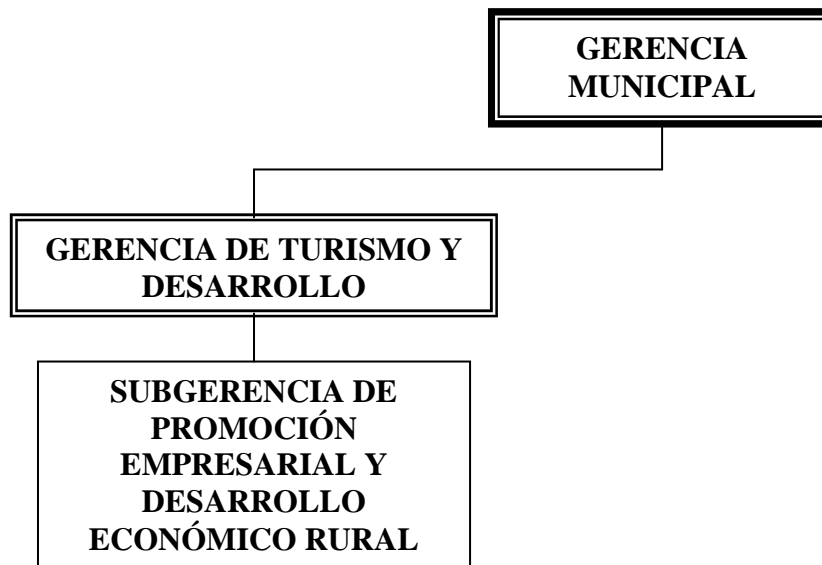 GERENCIA
MUNICIPAL
GERENCIA DE TURISMO Y
DESARROLLO
SUBGERENCIA DE
PROMOCIÓN
EMPRESARIAL Y
DESARROLLO
ECONÓMICO RURAL